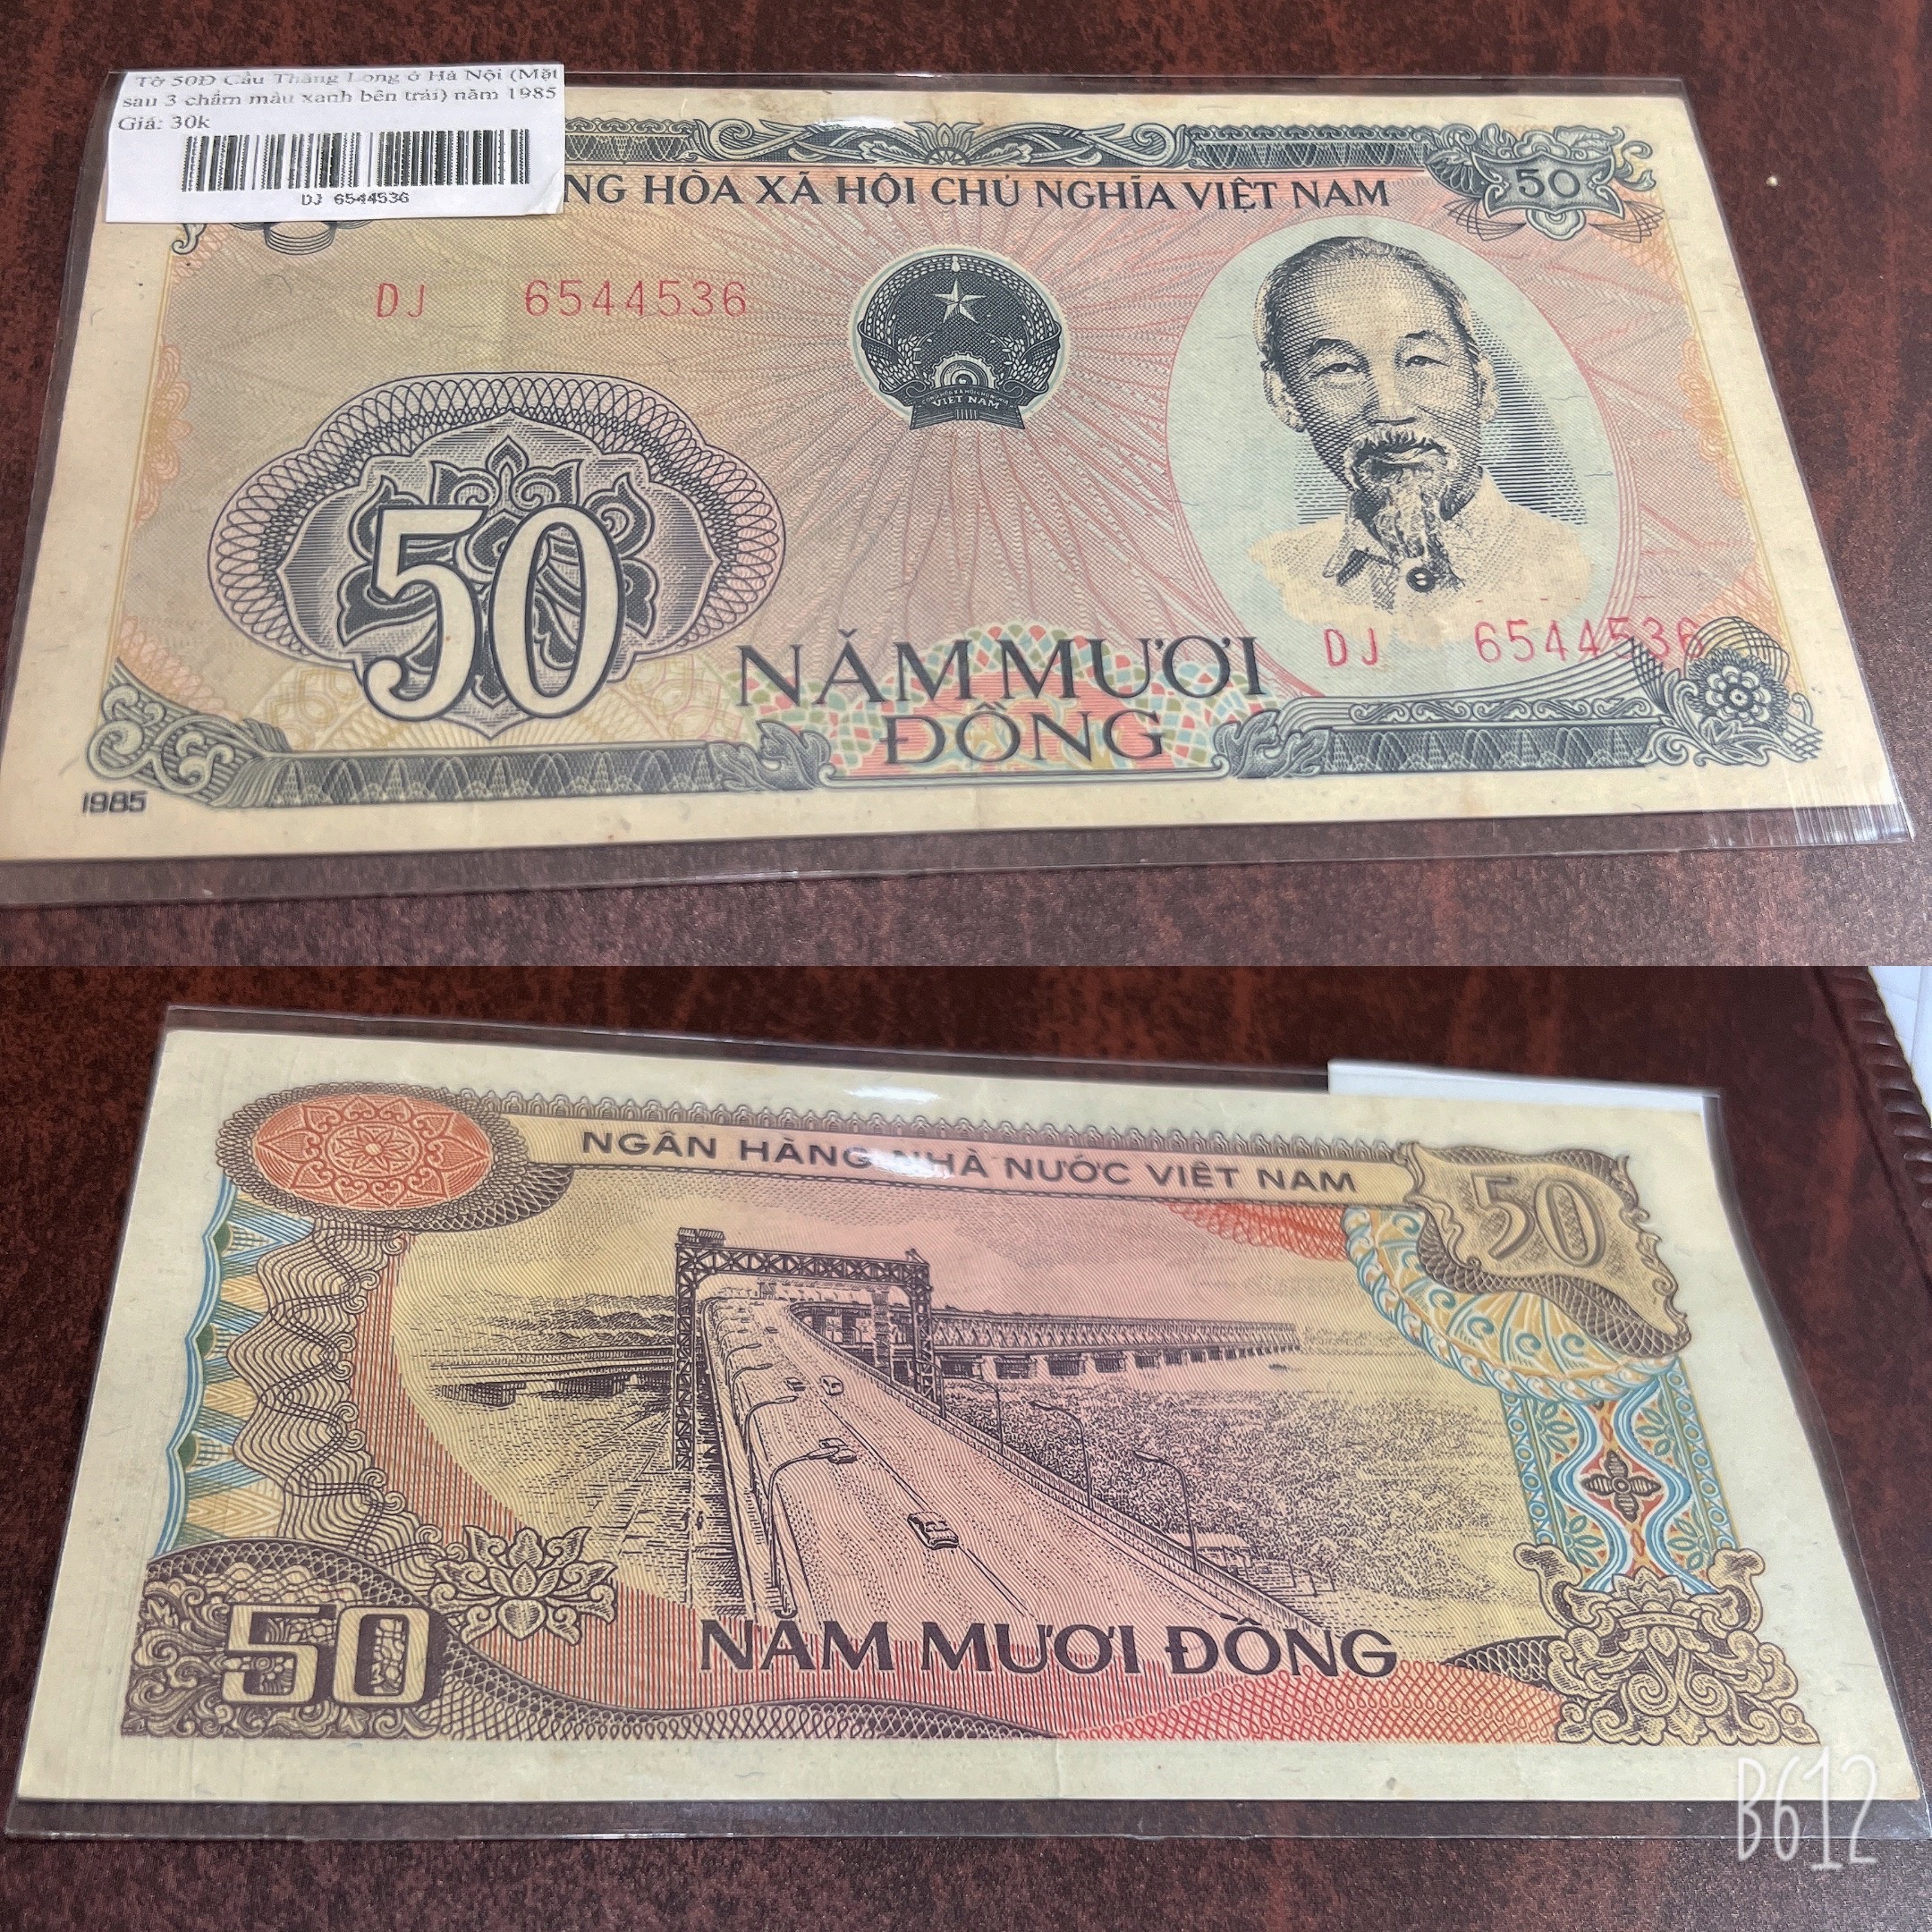 Tờ 50Đ Cầu Thăng Long ở Hà Nội (Mặt
sau 3 chấm màu xanh bên trái) năm 1985
Giá: 30k
DJ 6544536
NG HÒA XÃ HỘI CHỦ NGHĨA VIỆT NAM
50
DJ 6544536
VIỆT NAM
50
NĂM MƯƠI
ĐỒNG
DJ 6544536
1985
NGÂN HÀNG NHÀ NƯỚC VIỆT NAM
50
50
NĂM MƯƠI ĐỒNG
B612